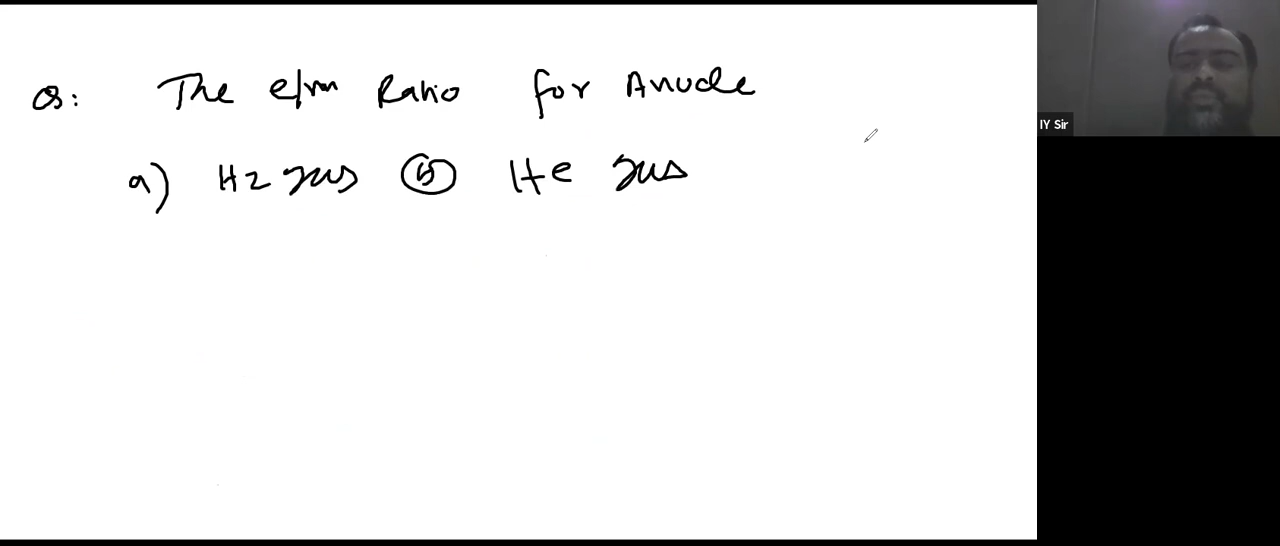 Q: The e/m Ratio for Anode
a) H2 gas (b) He gas
IY Sir